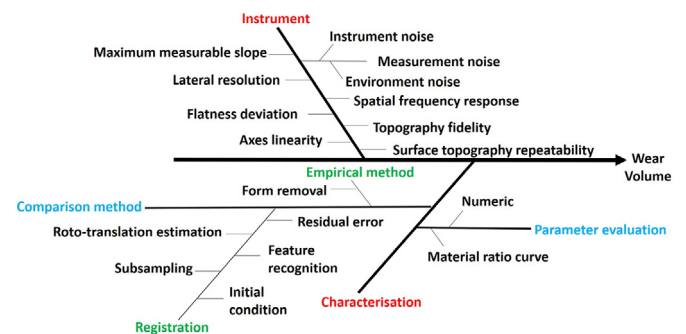 Instrument
Instrument noise
Maximum measurable slope
Measurement noise
Lateral resolution
Environment noise
Spatial frequency response
Flatness deviation
Topography fidelity
Axes linearity
Surface topography repeatability
Wear
Volume
Empirical method
Form removal
Comparison method
Numeric
Residual error
Roto-translation estimation
Parameter evaluation
Feature
recognition
Material ratio curve
Subsampling
Initial
condition
Characterisation
Registration